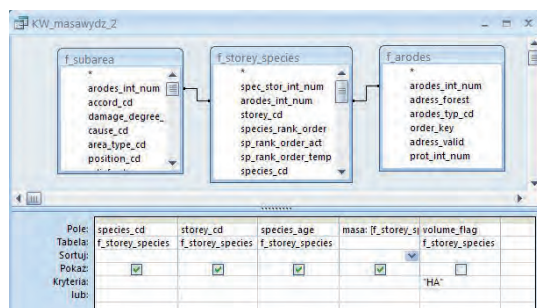 KW_masawydz_2
f_subarea
*
arodes_int_num
accord_cd
damage_degree_
cause_cd
area_type_cd
position_cd
f_storey_species
*
spec_stor_int_num
arodes_int_num
storey_cd
species_rank_order
sp_rank_order_act
sp_rank_order_temp
species_cd
f_arodes
*
arodes_int_num
adress_forest
arodes_typ_cd
order_key
adress_valid
prot_int_num
Pole: species_cd storey_cd species_age masa: [f_storey_sp volume_flag
Tabela: f_storey_species f_storey_species f_storey_species f_storey_species
Sortuj:
Pokaż:
Kryteria: "HA"
lub: